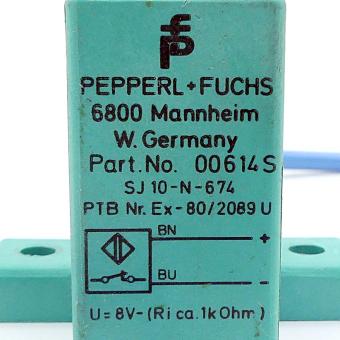 PEPPERL+FUCHS
6800 Mannheim
W. Germany
Part. No. 00614S
SJ 10-N-674
PTB Nr. Ex-80/2089 U
BN +
BU -
U = 8V- (Ri ca. 1k Ohm)